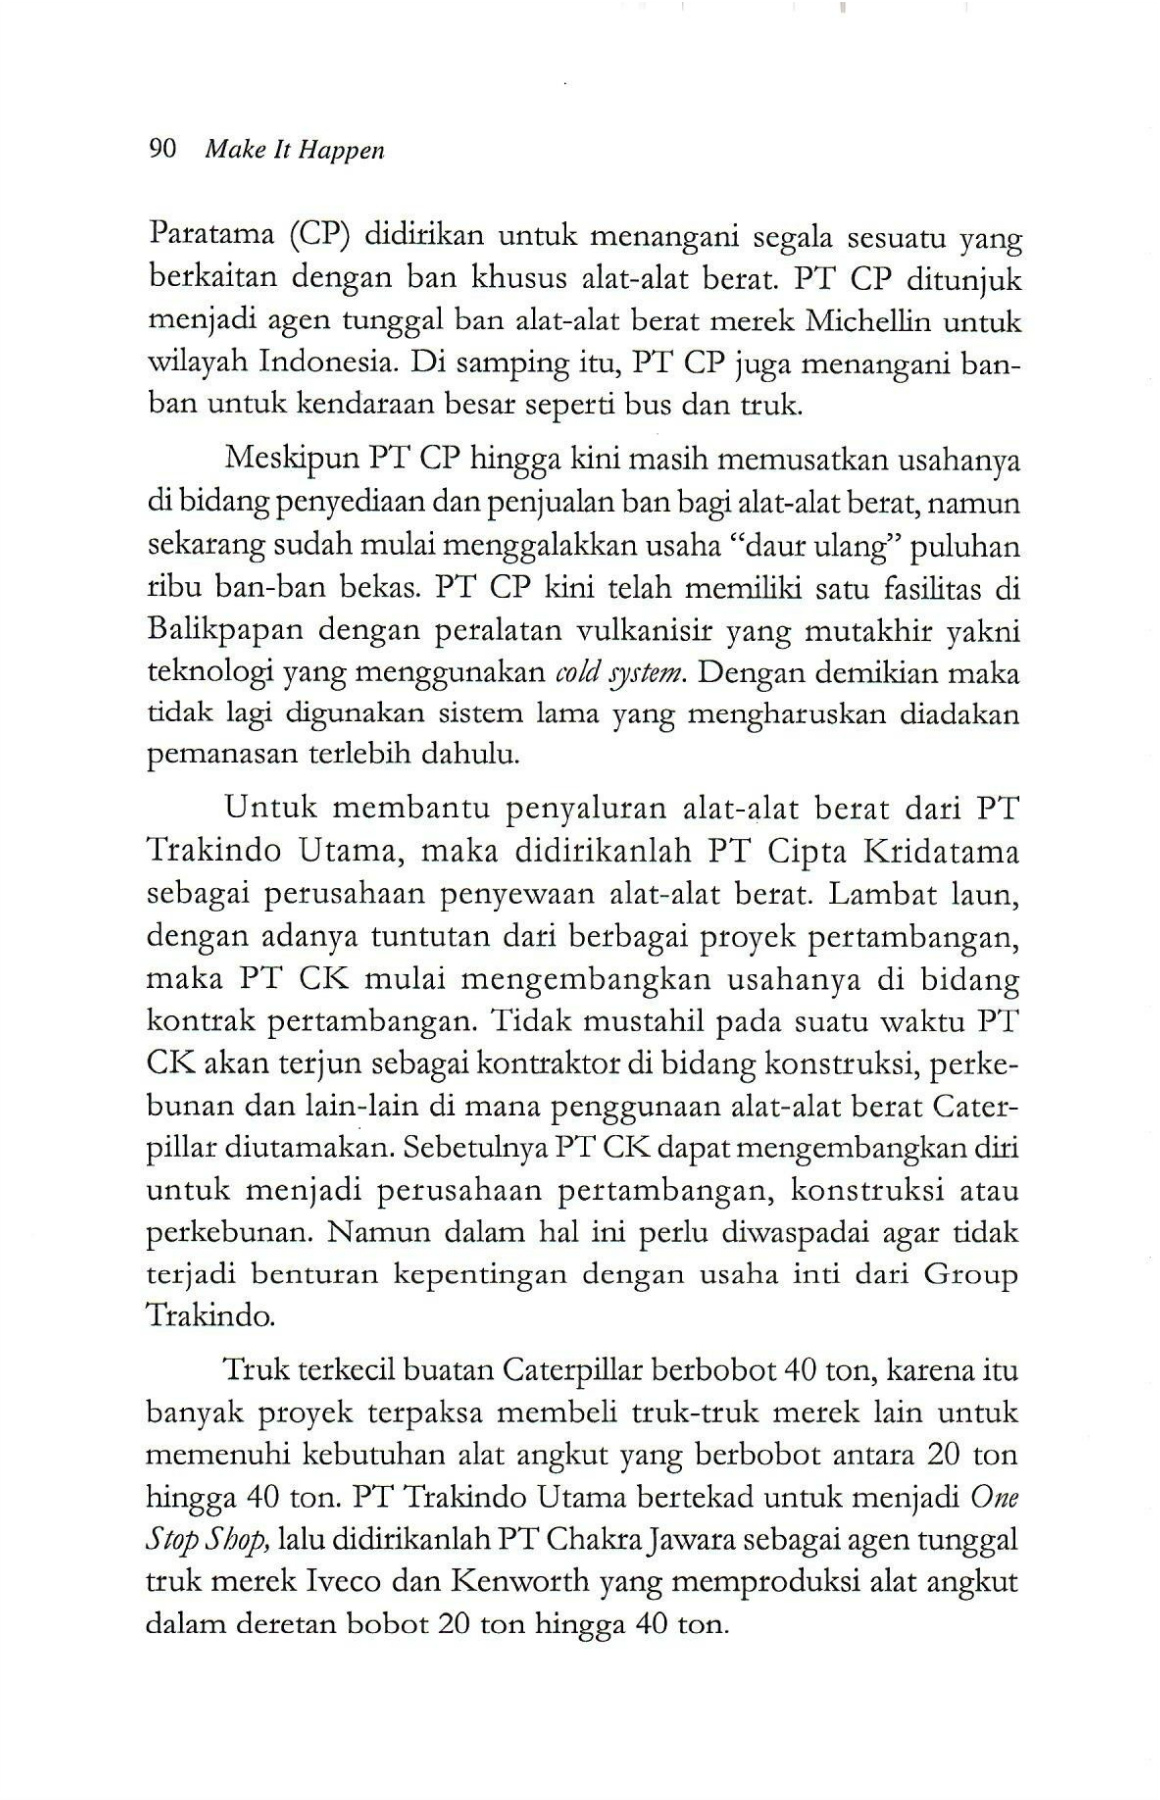 90 Make It Happen
Paratama (CP) didirikan untuk menangani segala sesuatu yang
berkaitan dengan ban khusus alat-alat berat. PT CP ditunjuk
menjadi agen tunggal ban alat-alat berat merek Michellin untuk
wilayah Indonesia. Di samping itu, PT CP juga menangani ban-
ban untuk kendaraan besar seperti bus dan truk.
Meskipun PT CP hingga kini masih memusatkan usahanya
di bidang penyediaan dan penjualan ban bagi alat-alat berat, namun
sekarang sudah mulai menggalakkan usaha “daur ulang” puluhan
ribu ban-ban bekas. PT CP kini telah memiliki satu fasilitas di
Balikpapan dengan peralatan vulkanisir yang mutakhir yakni
teknologi yang menggunakan cold system. Dengan demikian maka
tidak lagi digunakan sistem lama yang mengharuskan diadakan
pemanasan terlebih dahulu.
Untuk membantu penyaluran alat-alat berat dari PT
Trakindo Utama, maka didirikanlah PT Cipta Kridatama
sebagai perusahaan penyewaan alat-alat berat. Lambat laun,
dengan adanya tuntutan dari berbagai proyek pertambangan,
maka PT CK mulai mengembangkan usahanya di bidang
kontrak pertambangan. Tidak mustahil pada suatu waktu PT
CK akan terjun sebagai kontraktor di bidang konstruksi, perke-
bunan dan lain-lain di mana penggunaan alat-alat berat Cater-
pillar diutamakan. Sebetulnya PT CK dapat mengembangkan diri
untuk menjadi perusahaan pertambangan, konstruksi atau
perkebunan. Namun dalam hal ini perlu diwaspadai agar tidak
terjadi benturan kepentingan dengan usaha inti dari Group
Trakindo.
Truk terkecil buatan Caterpillar berbobot 40 ton, karena itu
banyak proyek terpaksa membeli truk-truk merek lain untuk
memenuhi kebutuhan alat angkut yang berbobot antara 20 ton
hingga 40 ton. PT Trakindo Utama bertekad untuk menjadi One
Stop Shop, lalu didirikanlah PT Chakra Jawara sebagai agen tunggal
truk merek Iveco dan Kenworth yang memproduksi alat angkut
dalam deretan bobot 20 ton hingga 40 ton.